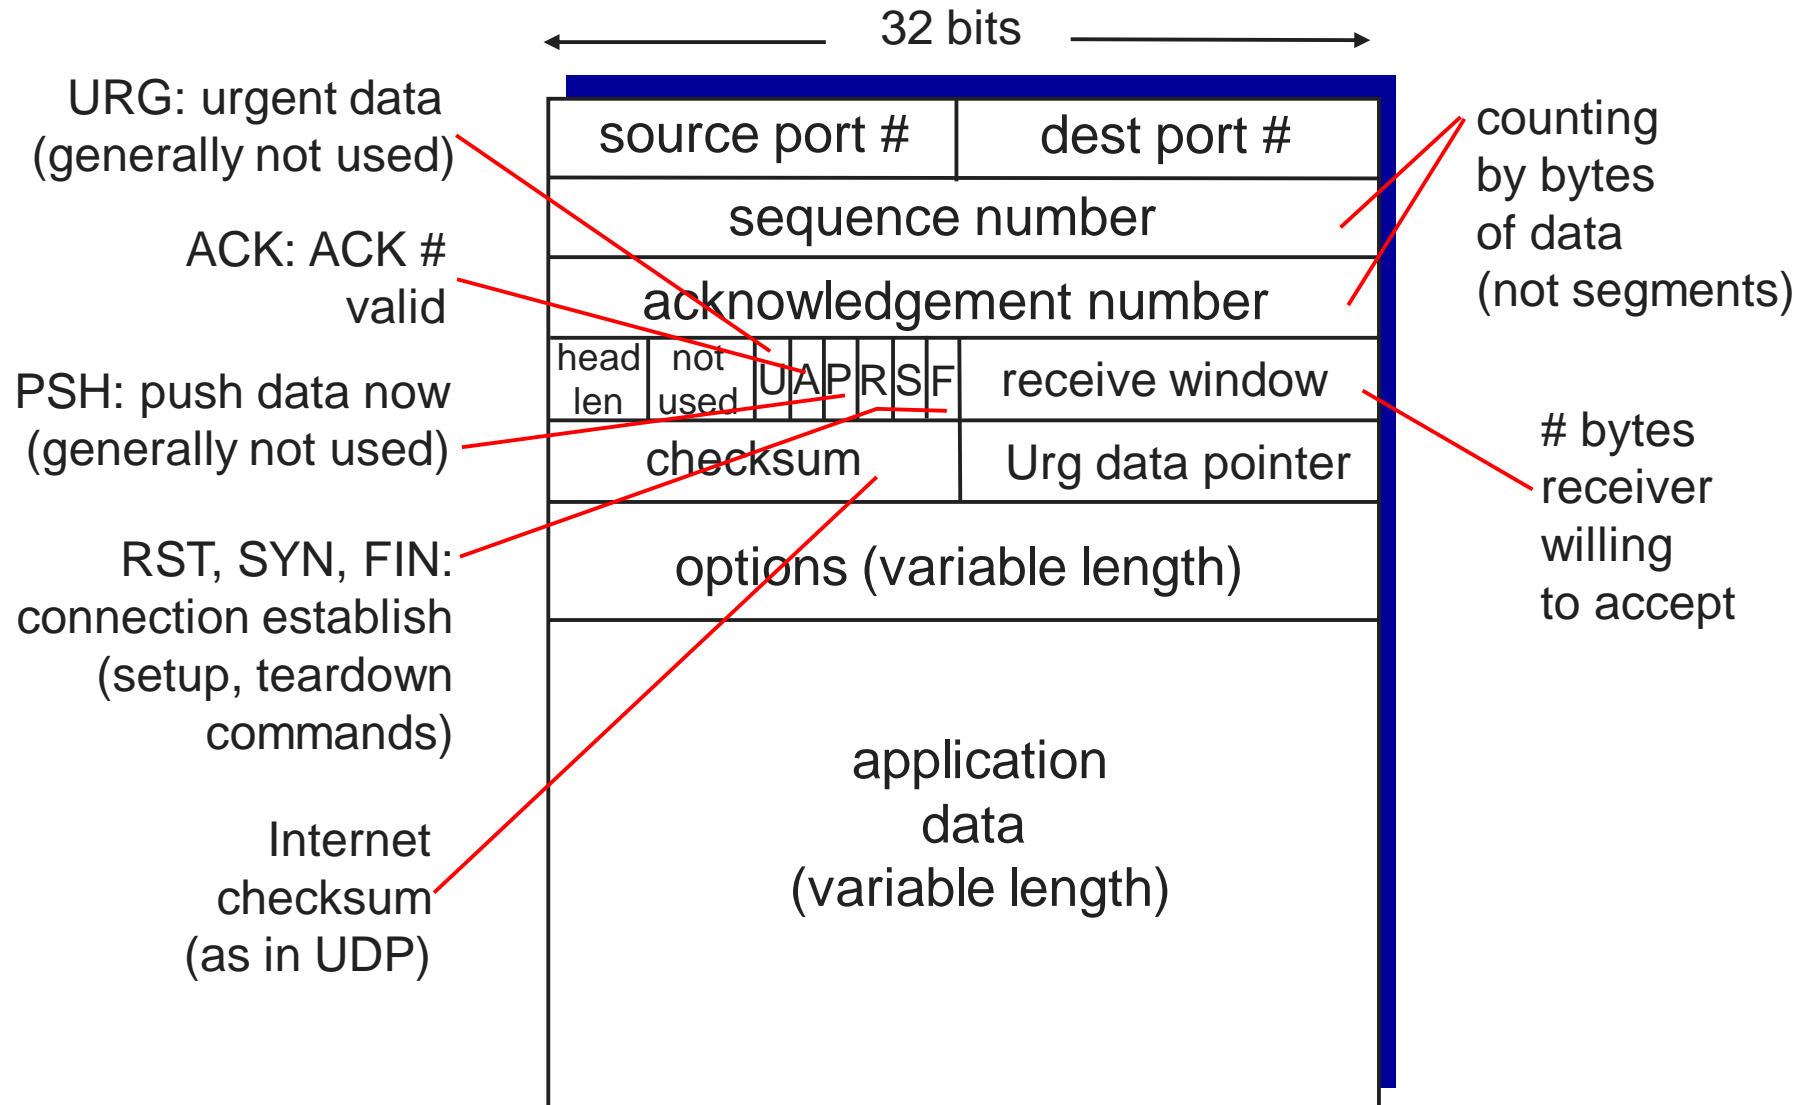 32 bits
URG: urgent data
(generally not used)
ACK: ACK #
valid
PSH: push data now
(generally not used)
RST, SYN, FIN:
connection establish
(setup, teardown
commands)
Internet
checksum
(as in UDP)
source port #
dest port #
sequence number
acknowledgement number
head
len
not
used
U
A
P
R
S
F
receive window
checksum
Urg data pointer
options (variable length)
application
data
(variable length)
counting
by bytes
of data
(not segments)
# bytes
receiver
willing
to accept